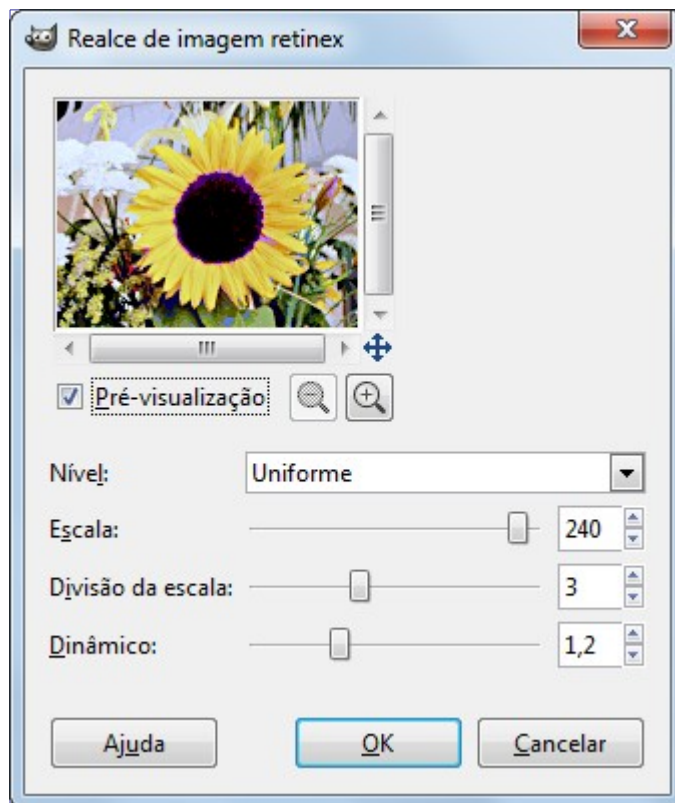 Realce de imagem retinex
Pré-visualização
Nível: Uniforme
Escala: 240
Divisão da escala: 3
Dinâmico: 1,2
Ajuda OK Cancelar